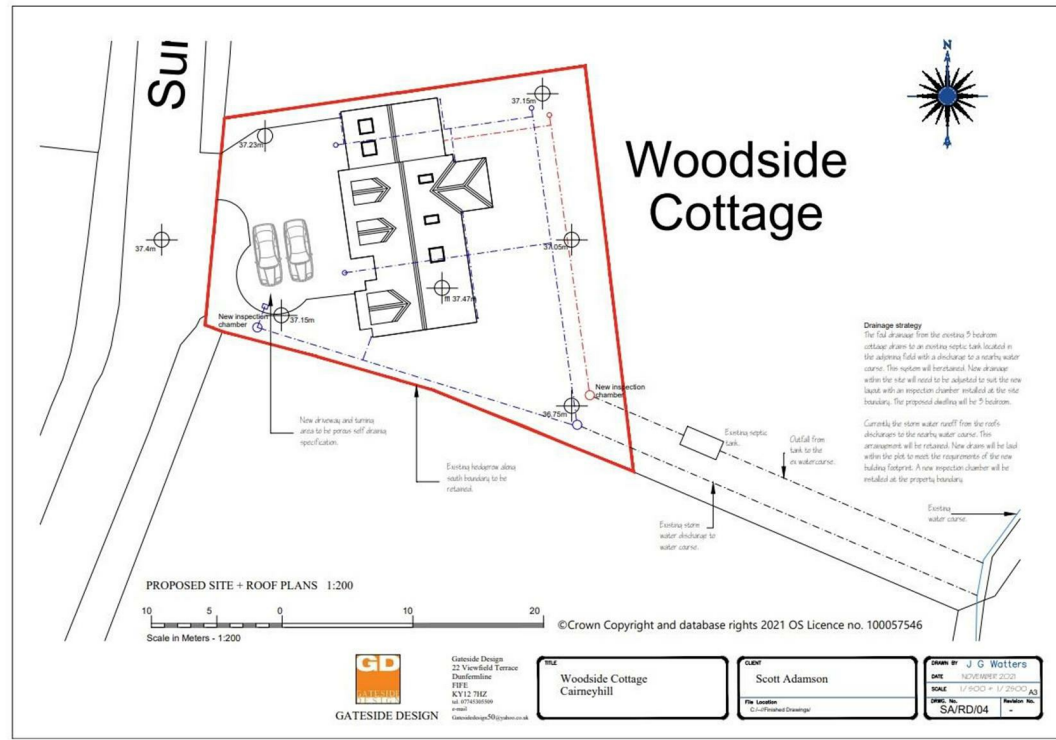 Sui
N
37.15m
37.23m
Woodside
Cottage
37.4m
37.05m
ffl 37.47m
New inspection
chamber
37.15m
Drainage strategy
The foul drainage from the existing 5 bedroom
cottage drains to an existing septic tank located in
the adjoining field with a discharge to a nearby water
course. This system will beretained. New drainage
within the site will need to be adjusted to suit the new
layout with an inspection chamber installed at the site
boundary. The proposed dwelling will be 5 bedroom.
Currently the storm water runoff from the roofs
discharges to the nearby water course. This
arrangement will be retained. New drains will be laid
within the plot to meet the requirements of the new
building footprint. A new inspection chamber will be
installed at the property boundary.
New inspection
chamber
36.75m
New driveway and turning
area to be porous self draining
specification.
Existing septic
tank.
Outfall from
tank to the
ex watercourse.
Existing hedgerow along
south boundary to be
retained.
Existing storm
water discharge to
water course.
Existing
water course.
PROPOSED SITE + ROOF PLANS 1:200
10 5 0 10 20
Scale in Meters - 1:200
©Crown Copyright and database rights 2021 OS Licence no. 100057546
GD
GATESIDE
DESIGN
GATESIDE DESIGN
Gateside Design
22 Viewfield Terrace
Dunfermline
FIFE
KY12 7HZ
tel. 07745305509
e-mail
Gatesidedesign50@yahoo.co.uk
TITLE
Woodside Cottage
Cairneyhill
CLIENT
Scott Adamson
File Location
C:/--//Finished Drawings/
DRAWN BY J G Watters
DATE NOVEMBER 2021
SCALE 1/500 + 1/2500 A3
DRWG. No. Revision No.
SA/RD/04 -